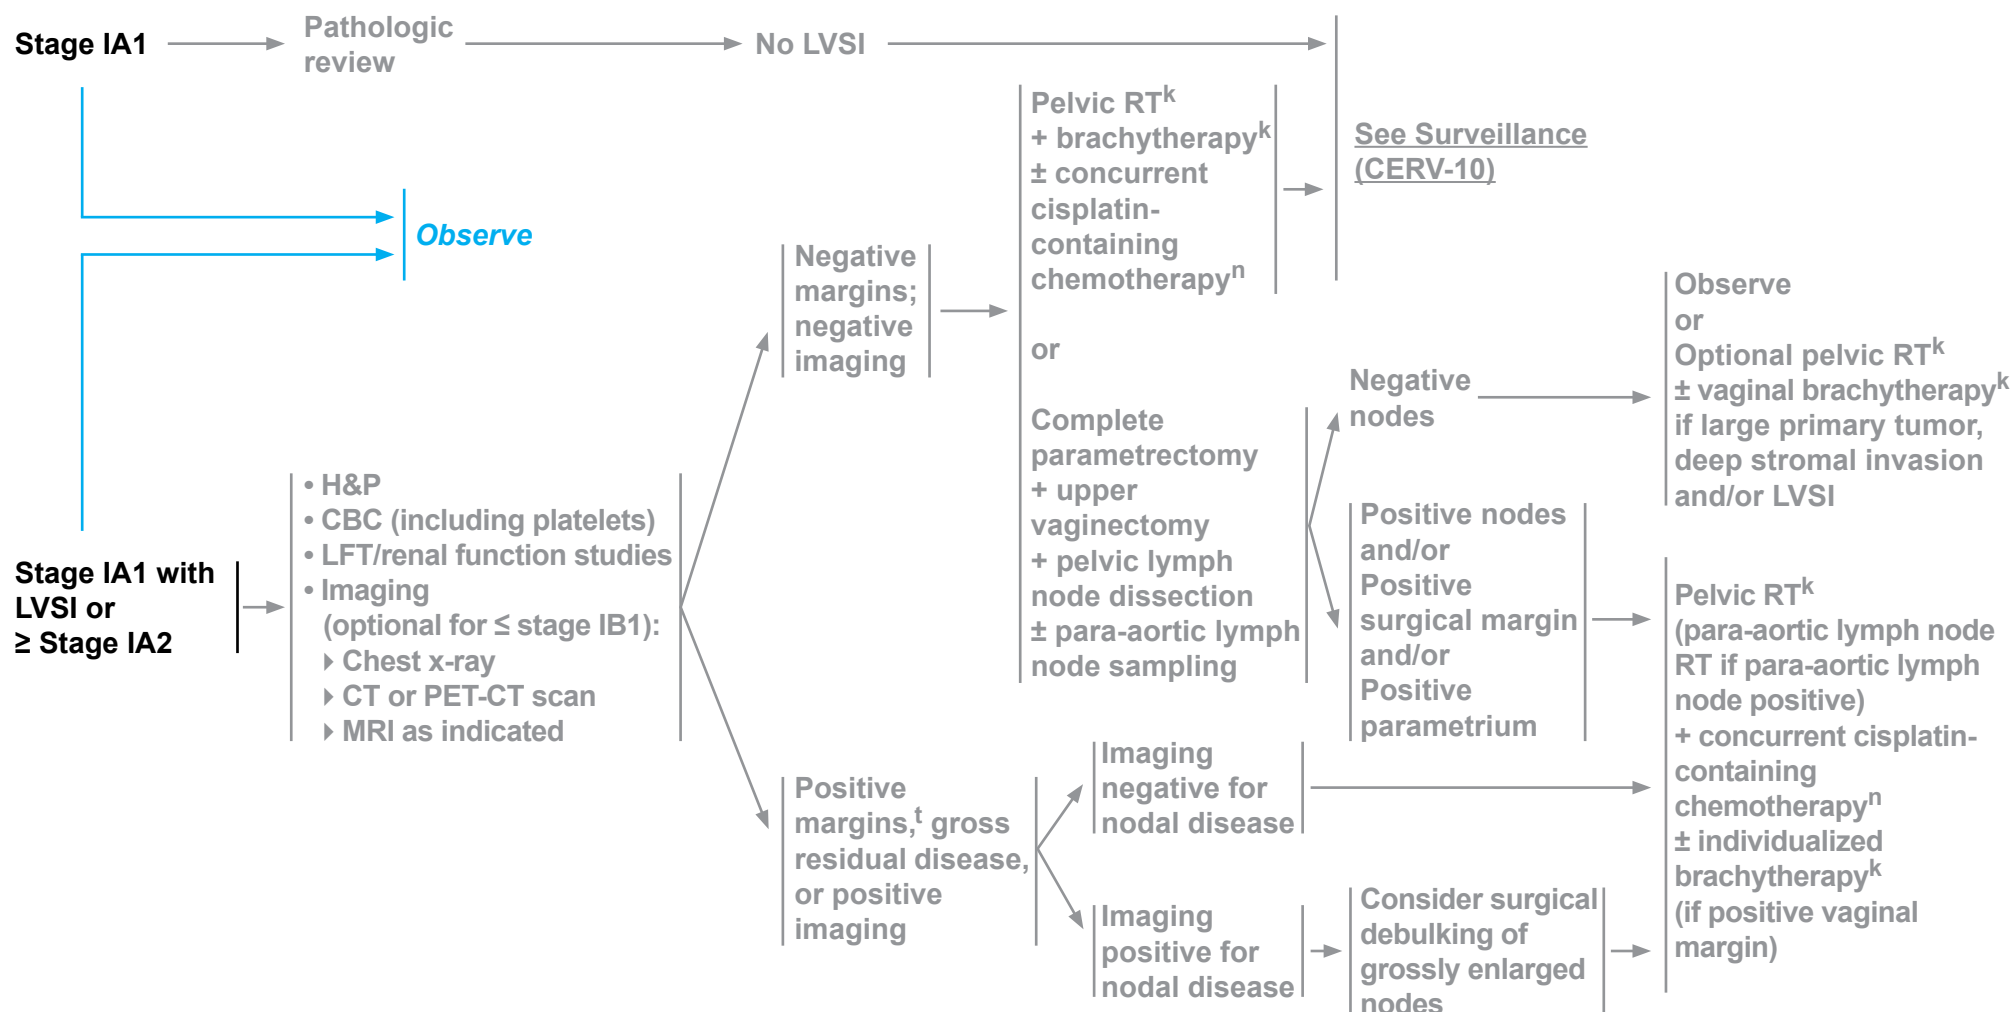 Stage IA1
Pathologic
review
No LVSI
Pelvic RTk
+ brachytherapyk
± concurrent
cisplatin-
containing
chemotherapyn
or
Complete
parametrectomy
+ upper
vaginectomy
+ pelvic lymph
node dissection
± para-aortic lymph
node sampling
See Surveillance
(CERV-10)
Observe
Negative
margins;
negative
imaging
Observe
or
Optional pelvic RTk
± vaginal brachytherapyk
if large primary tumor,
deep stromal invasion
and/or LVSI
Negative
nodes
Stage IA1 with
LVSI or
≥ Stage IA2
• H&P
• CBC (including platelets)
• LFT/renal function studies
• Imaging
(optional for ≤ stage IB1):
‣ Chest x-ray
‣ CT or PET-CT scan
‣ MRI as indicated
Positive nodes
and/or
Positive
surgical margin
and/or
Positive
parametrium
Pelvic RTk
(para-aortic lymph node
RT if para-aortic lymph
node positive)
+ concurrent cisplatin-
containing
chemotherapyn
± individualized
brachytherapyk
(if positive vaginal
margin)
Positive
margins,t gross
residual disease,
or positive
imaging
Imaging
negative for
nodal disease
Imaging
positive for
nodal disease
Consider surgical
debulking of
grossly enlarged
nodes